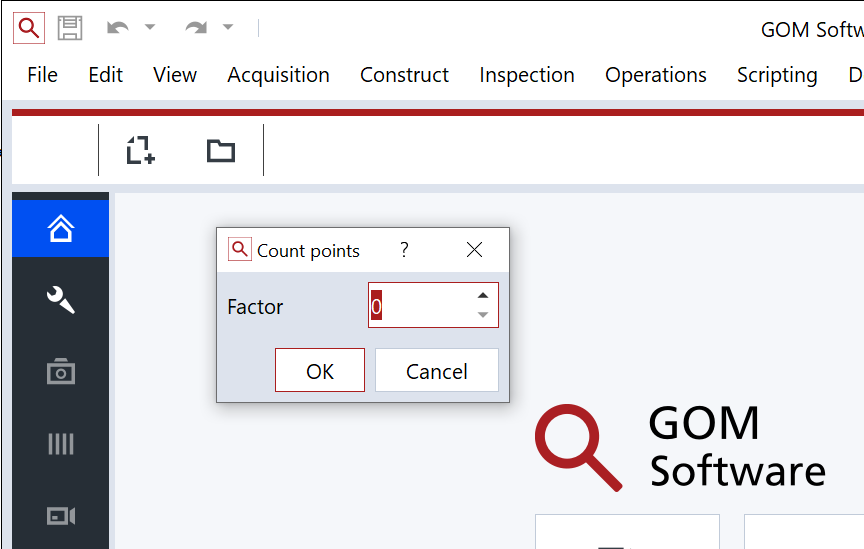 GOM Softw
File Edit View Acquisition Construct Inspection Operations Scripting D
Count points ?
Factor 0
OK Cancel
GOM
Software